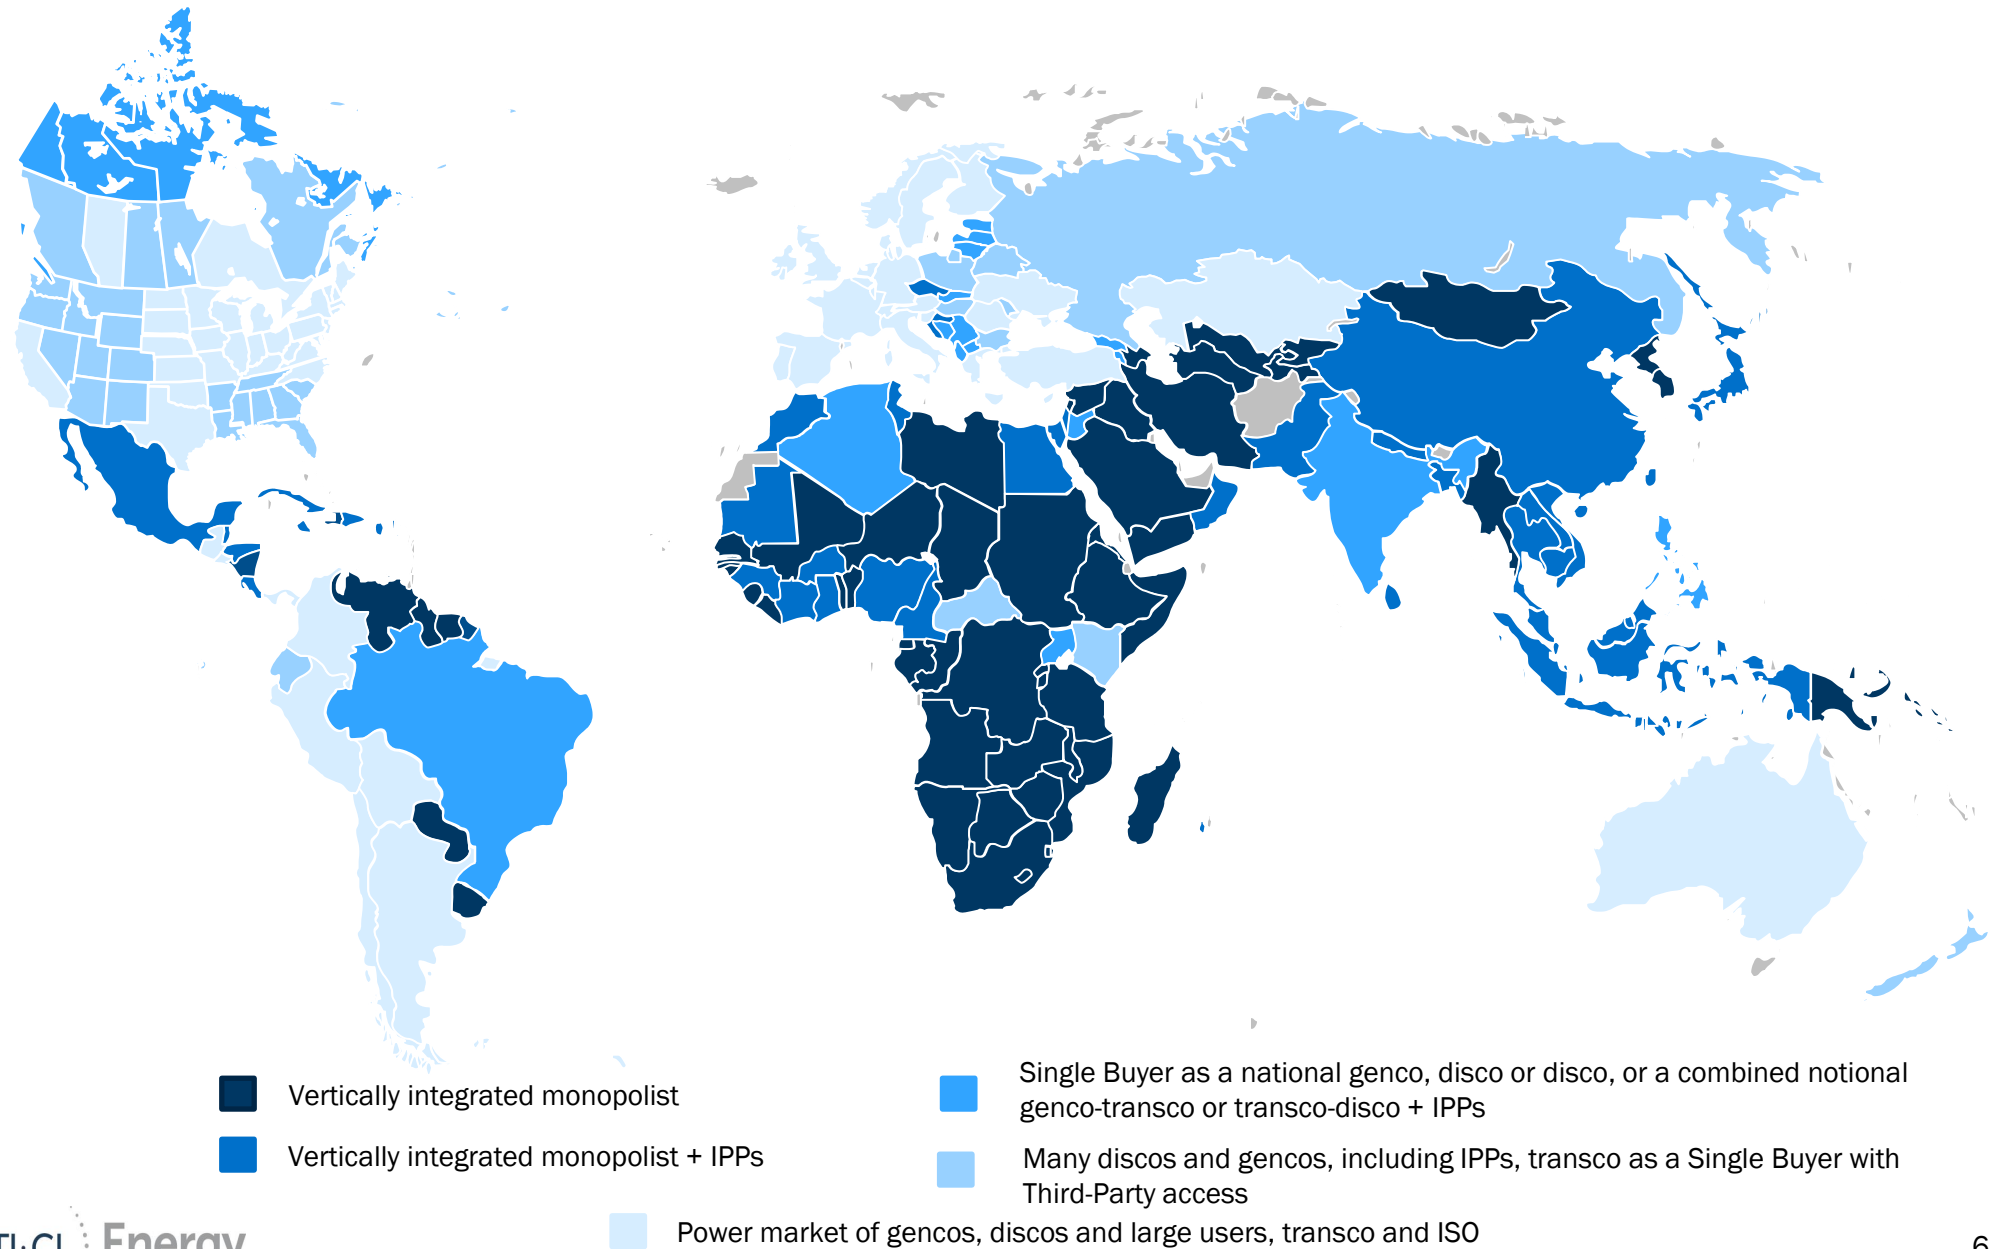 Vertically integrated monopolist
Vertically integrated monopolist + IPPs
Single Buyer as a national genco, disco or disco, or a combined notional
genco-transco or transco-disco + IPPs
Many discos and gencos, including IPPs, transco as a Single Buyer with
Third-Party access
Power market of gencos, discos and large users, transco and ISO
Energy
6